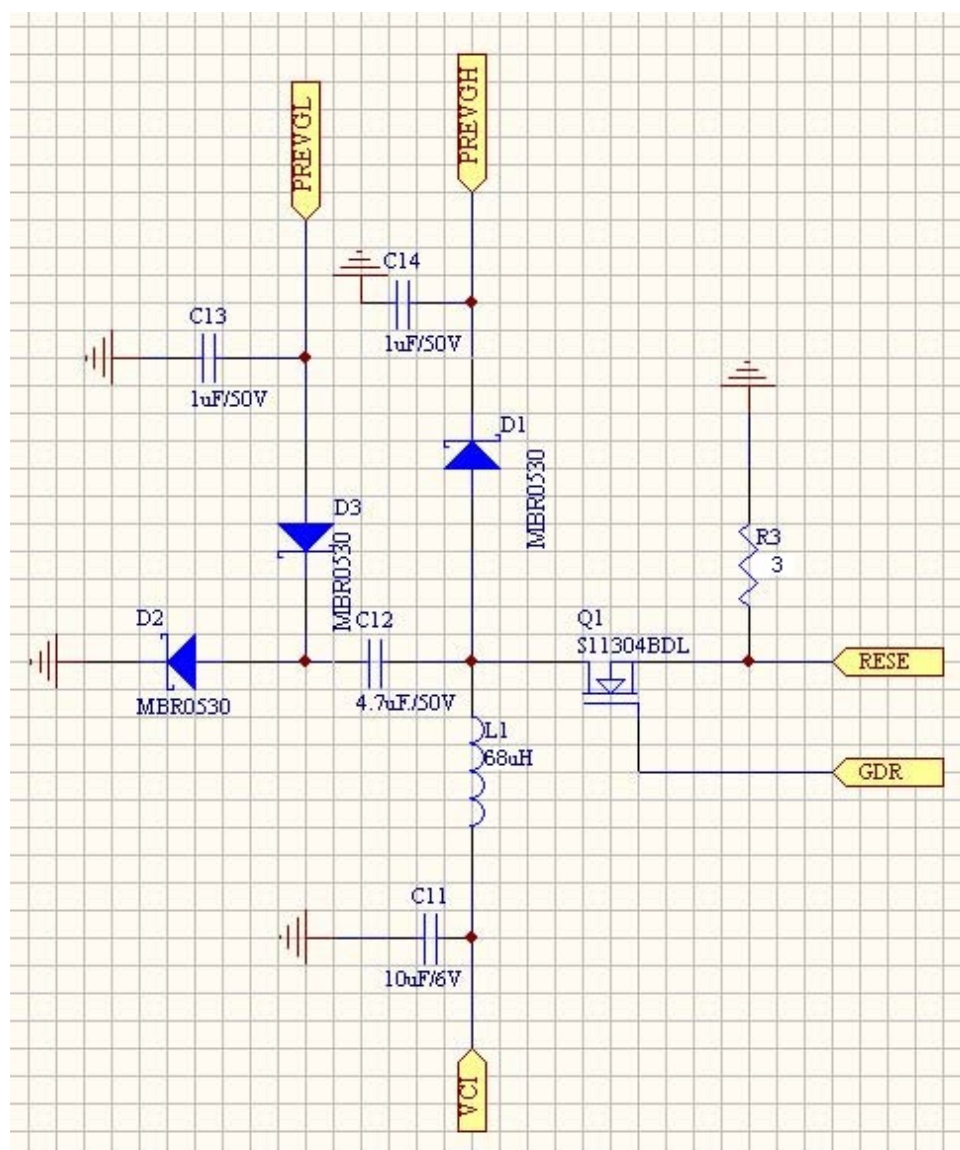 PREVGL
PREVGH
C14
1uF/50V
C13
1uF/50V
D1
MBR0530
D3
MBR0530
R3
3
D2
MBR0530
C12
4.7uF/50V
Q1
S11304BDL
RESE
L1
68uH
GDR
C11
10uF/6V
VCI